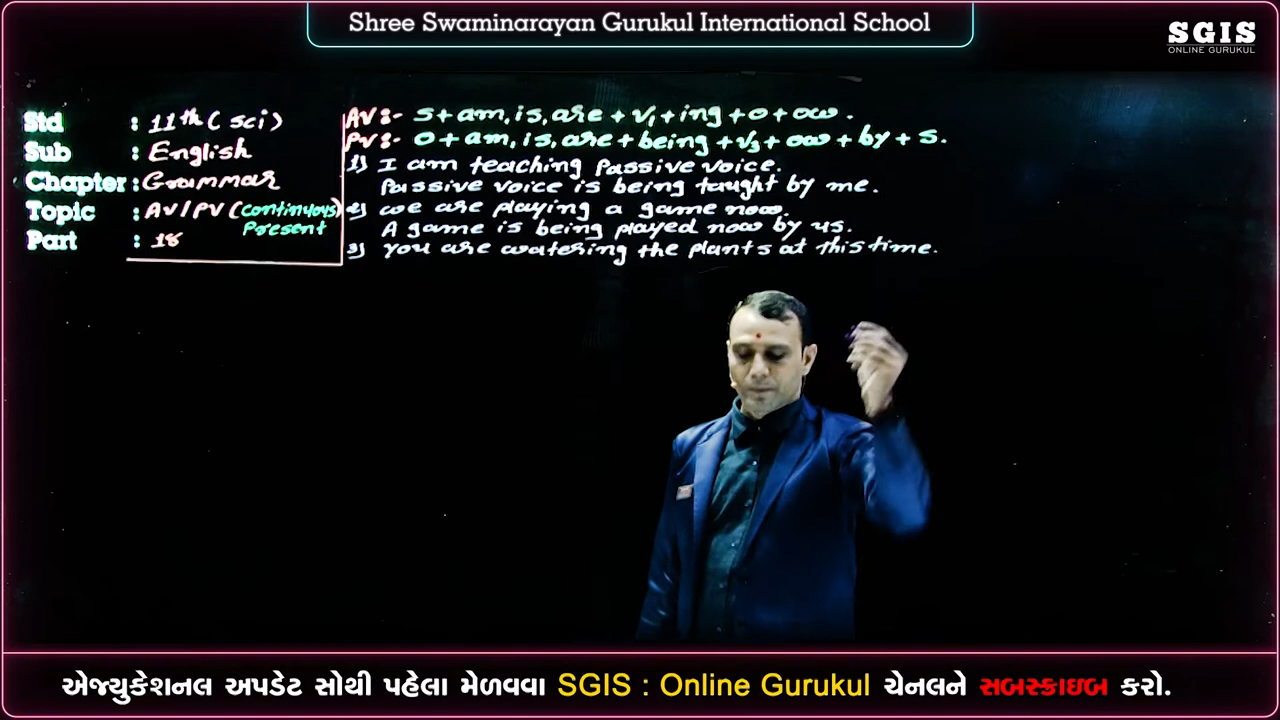 Shree Swaminarayan Gurukul International School
SGIS
ONLINE GURUKUL
Std : 11th (sci)
Sub : English
Chapter : Grammar
Topic : AV/PV (continuous
Present)
Part : 18
AV:- S + am, is, are + V1 + ing + O + ow.
PV:- O + am, is, are + being + V3 + ow + by + S.
1) I am teaching Passive voice.
Passive voice is being taught by me.
2) we are playing a game now.
A game is being played now by us.
3) you are watering the plants at this time.
એજ્યુકેશનલ અપડેટ સૌથી પહેલા મેળવવા SGIS : Online Gurukul ચેનલને સબસ્ક્રાઇબ કરો.